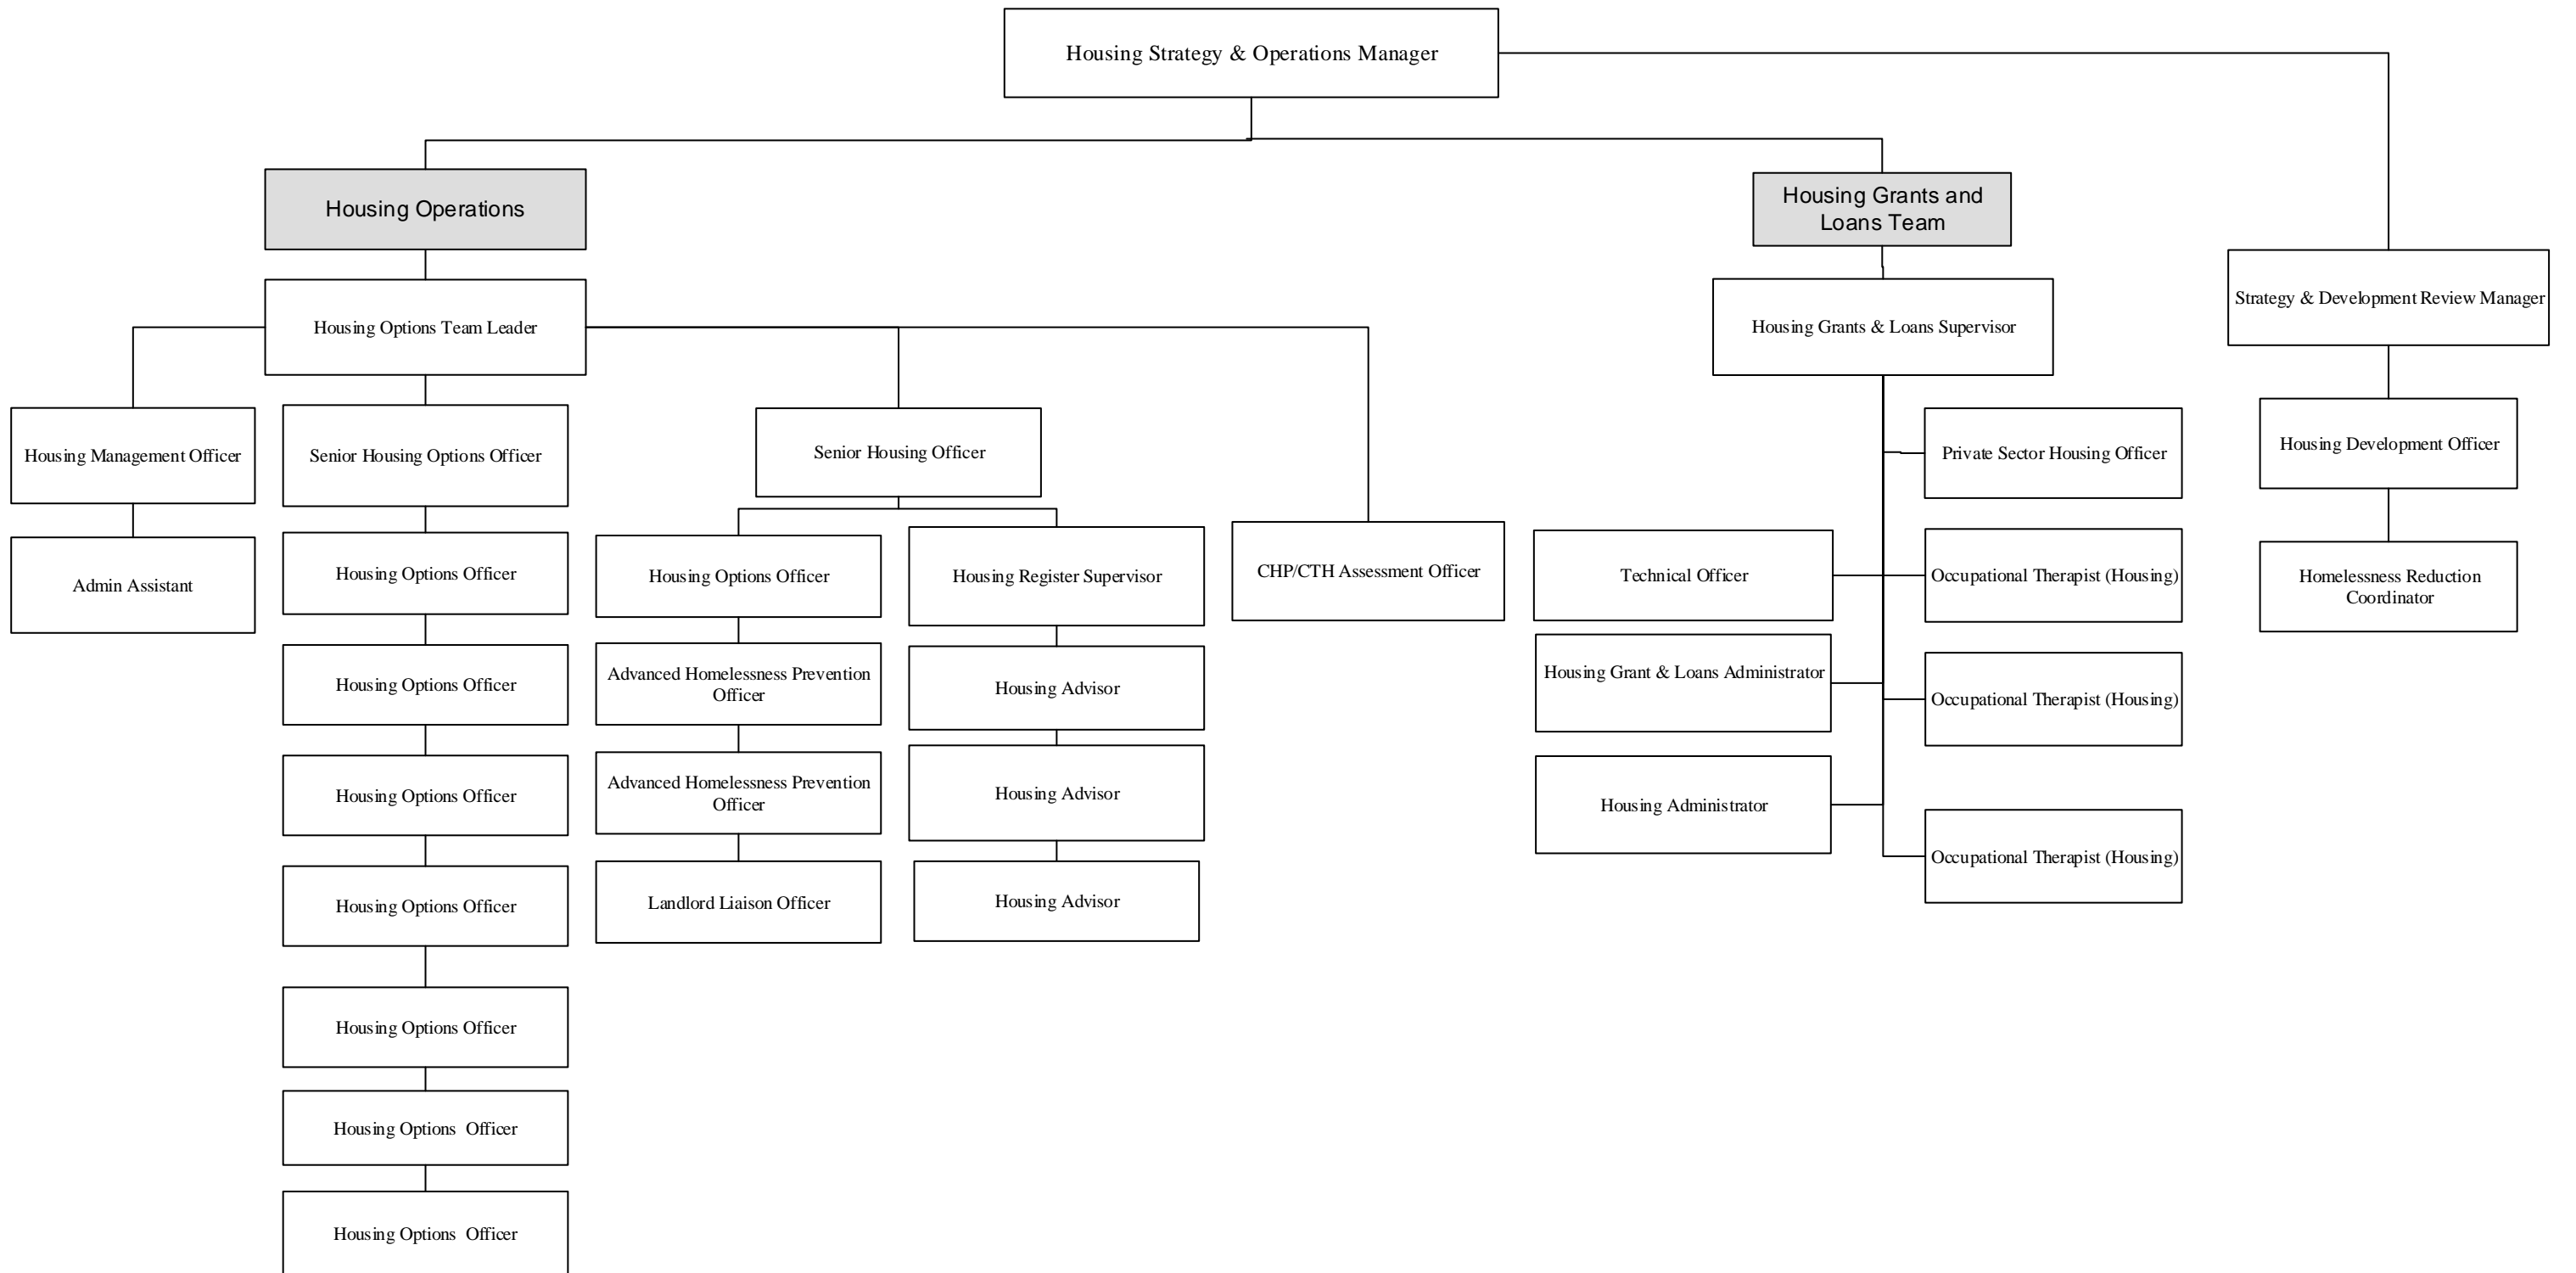 Housing Strategy & Operations Manager
Housing Operations
Housing Grants and
Loans Team
Housing Options Team Leader
Housing Grants & Loans Supervisor
Strategy & Development Review Manager
Housing Management Officer
Senior Housing Options Officer
Senior Housing Officer
Private Sector Housing Officer
Housing Development Officer
Admin Assistant
Housing Options Officer
Housing Options Officer
Housing Register Supervisor
CHP/CTH Assessment Officer
Technical Officer
Occupational Therapist (Housing)
Homelessness Reduction
Coordinator
Housing Options Officer
Advanced Homelessness Prevention
Officer
Housing Advisor
Housing Grant & Loans Administrator
Occupational Therapist (Housing)
Housing Options Officer
Advanced Homelessness Prevention
Officer
Housing Advisor
Housing Administrator
Occupational Therapist (Housing)
Housing Options Officer
Landlord Liaison Officer
Housing Advisor
Housing Options Officer
Housing Options  Officer
Housing Options  Officer